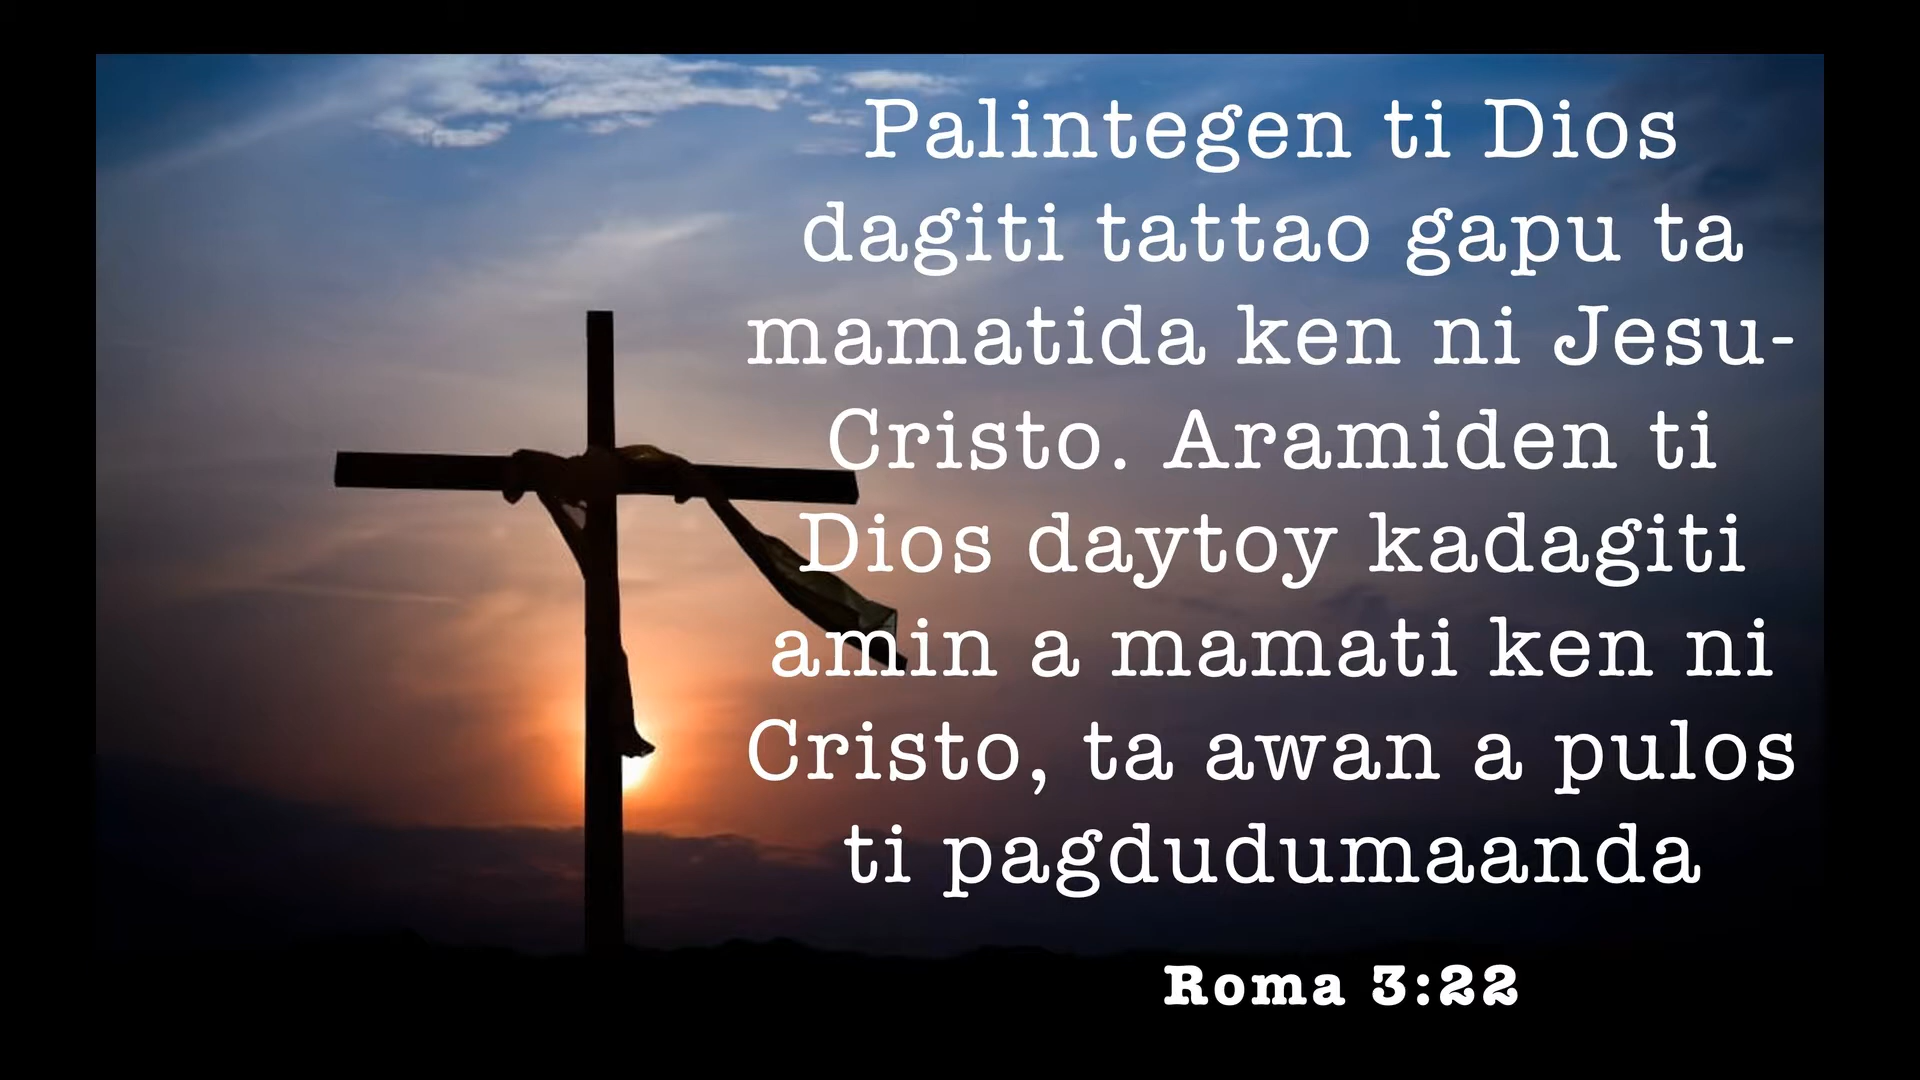 Palintegen ti Dios
dagiti tattao gapu ta
mamatida ken ni Jesu-
Cristo. Aramiden ti
Dios daytoy kadagiti
amin a mamati ken ni
Cristo, ta awan a pulos
ti pagdudumaanda
Roma 3:22